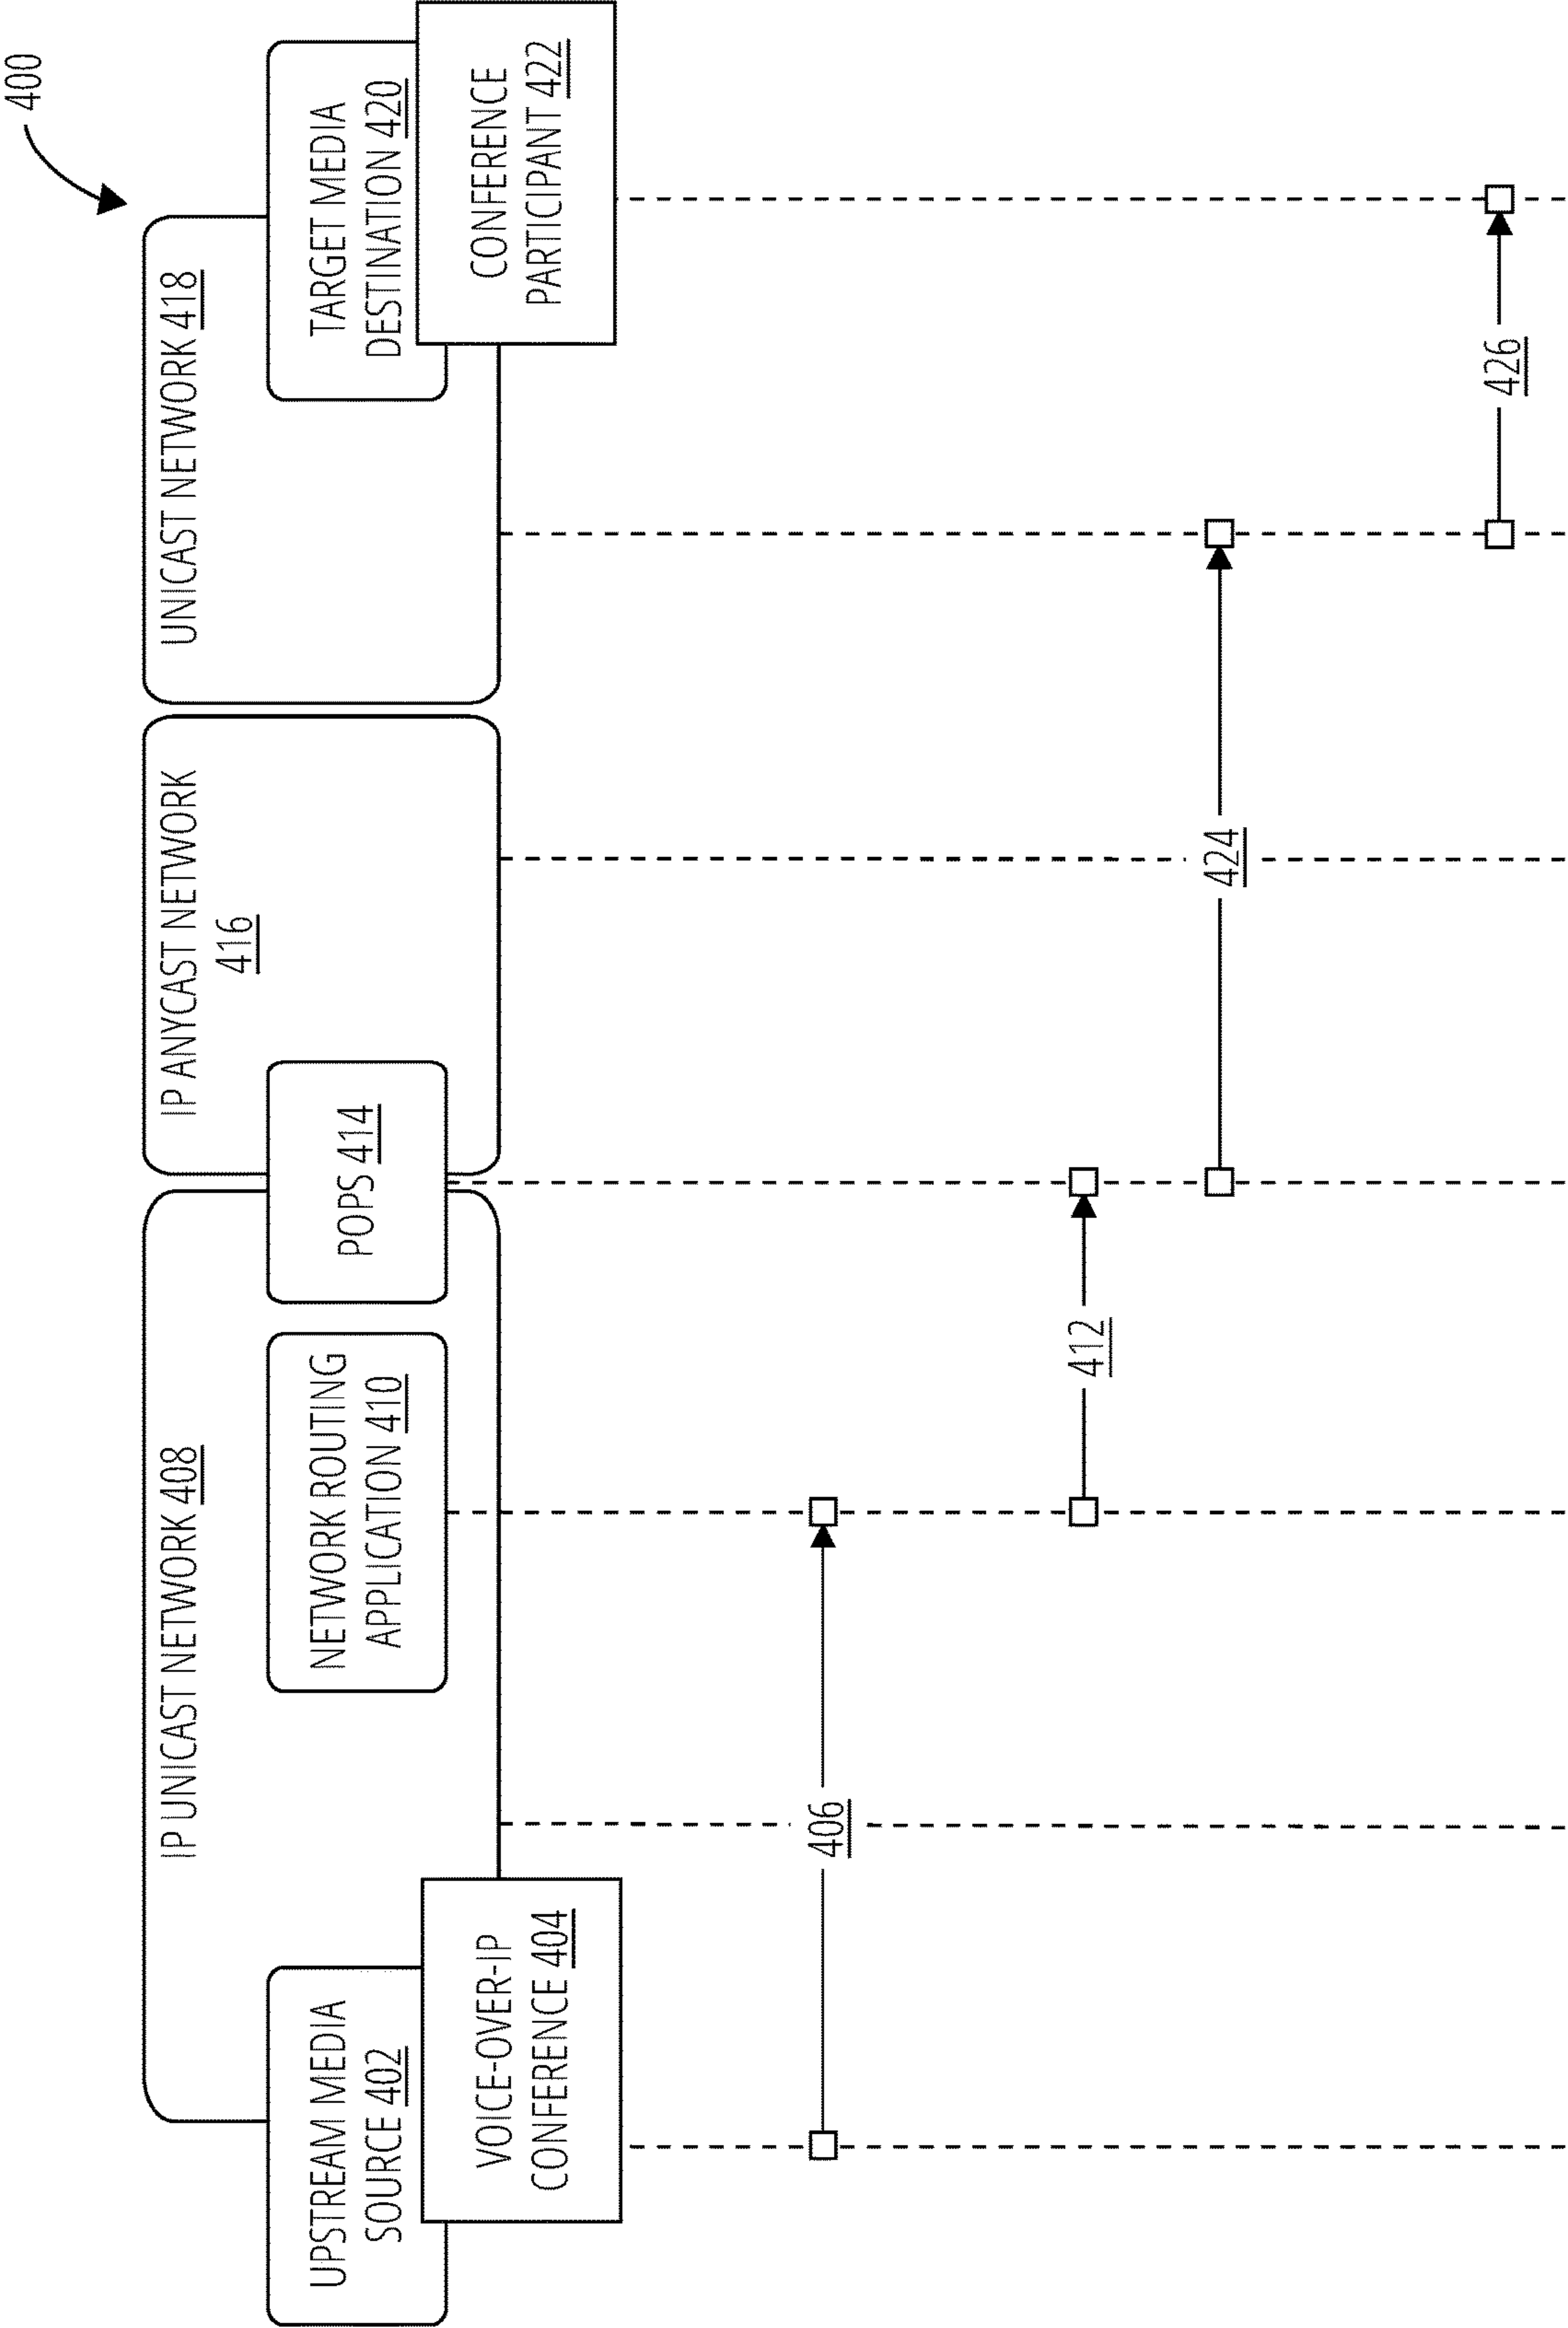 400
UPSTREAM MEDIA
SOURCE 402
VOICE-OVER-IP
CONFERENCE 404
IP UNICAST NETWORK 408
NETWORK ROUTING
APPLICATION 410
POPS 414
IP ANYCAST NETWORK
416
UNICAST NETWORK 418
TARGET MEDIA
DESTINATION 420
CONFERENCE
PARTICIPANT 422
406
412
424
426